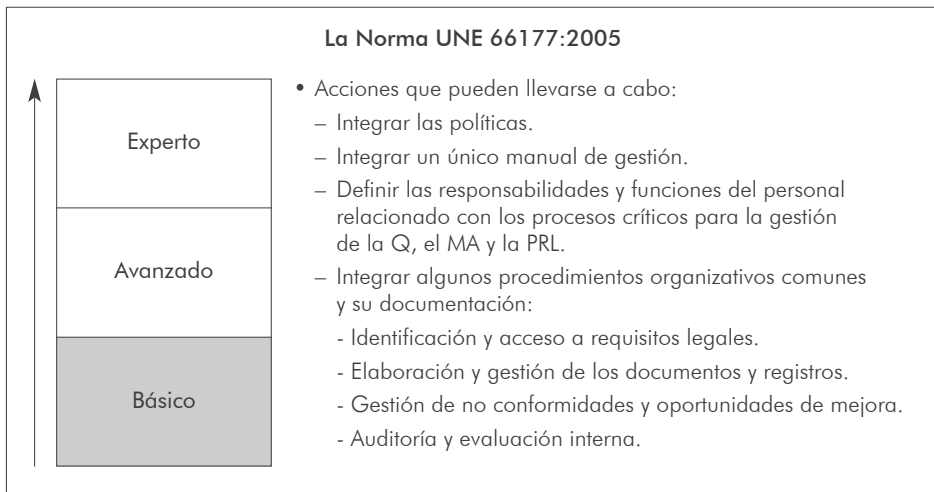 La Norma UNE 66177:2005
Experto
Avanzado
Básico
• Acciones que pueden llevarse a cabo:
– Integrar las políticas.
– Integrar un único manual de gestión.
– Definir las responsabilidades y funciones del personal
relacionado con los procesos críticos para la gestión
de la Q, el MA y la PRL.
– Integrar algunos procedimientos organizativos comunes
y su documentación:
- Identificación y acceso a requisitos legales.
- Elaboración y gestión de los documentos y registros.
- Gestión de no conformidades y oportunidades de mejora.
- Auditoría y evaluación interna.